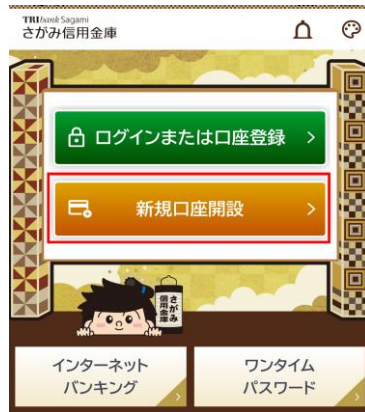 TRIbank Sagami
さがみ信用金庫
ログインまたは口座登録
新規口座開設
さがみ
信用金庫
インターネット
バンキング
ワンタイム
パスワード